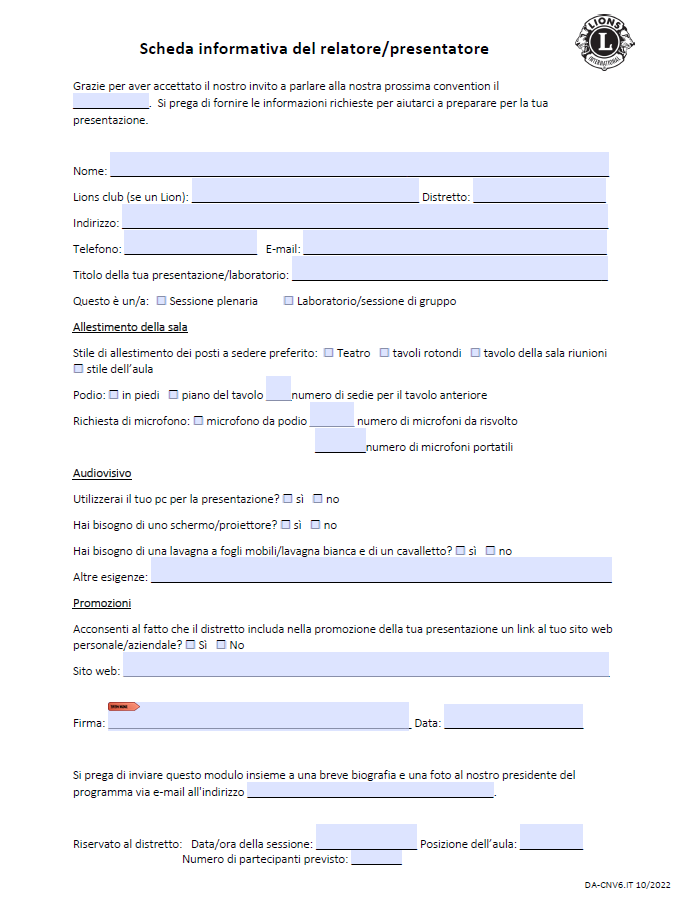 LIONS
L
INTERNATIONAL
Scheda informativa del relatore/presentatore
Grazie per aver accettato il nostro invito a parlare alla nostra prossima convention il
. Si prega di fornire le informazioni richieste per aiutarci a preparare per la tua
presentazione.
Nome:
Lions club (se un Lion): Distretto:
Indirizzo:
Telefono: E-mail:
Titolo della tua presentazione/laboratorio:
Questo è un/a: Sessione plenaria Laboratorio/sessione di gruppo
Allestimento della sala
Stile di allestimento dei posti a sedere preferito: Teatro tavoli rotondi tavolo della sala riunioni
stile dell'aula
Podio: in piedi piano del tavolo numero di sedie per il tavolo anteriore
Richiesta di microfono: microfono da podio numero di microfoni da risvolto
numero di microfoni portatili
Audiovisivo
Utilizzerai il tuo pc per la presentazione? sì no
Hai bisogno di uno schermo/proiettore? sì no
Hai bisogno di una lavagna a fogli mobili/lavagna bianca e di un cavalletto? sì no
Altre esigenze:
Promozioni
Acconsenti al fatto che il distretto includa nella promozione della tua presentazione un link al tuo sito web
personale/aziendale? Sì No
Sito web:
Firma: Data:
Si prega di inviare questo modulo insieme a una breve biografia e una foto al nostro presidente del
programma via e-mail all'indirizzo .
Riservato al distretto: Data/ora della sessione: Posizione dell'aula:
Numero di partecipanti previsto:
DA-CNV6.IT 10/2022